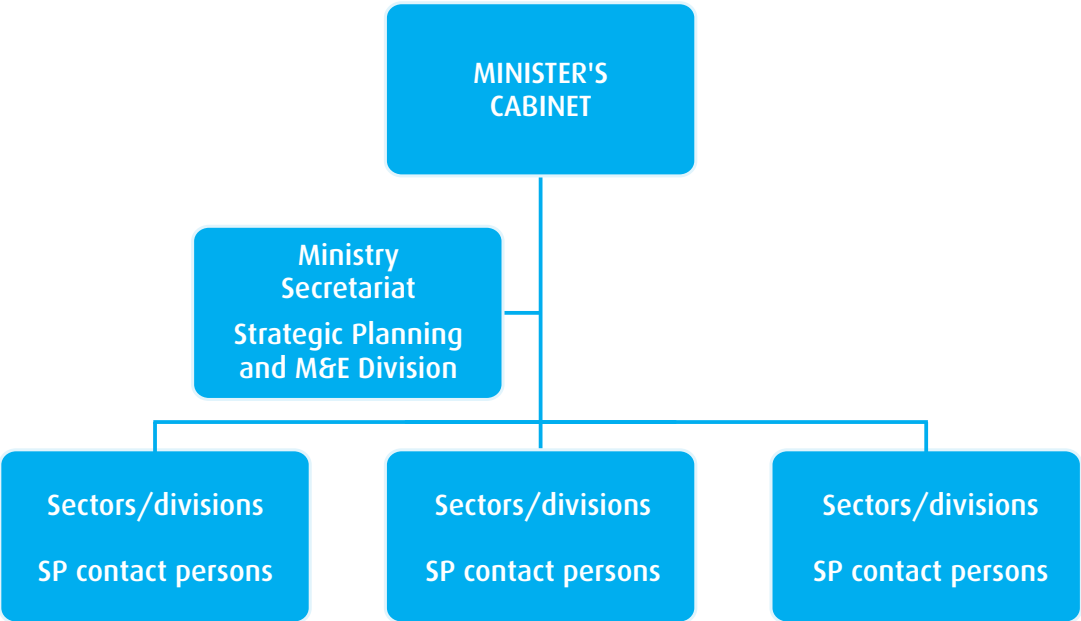 MINISTER'S
CABINET
Ministry
Secretariat
Strategic Planning
and M&E Division
Sectors/divisions
SP contact persons
Sectors/divisions
SP contact persons
Sectors/divisions
SP contact persons